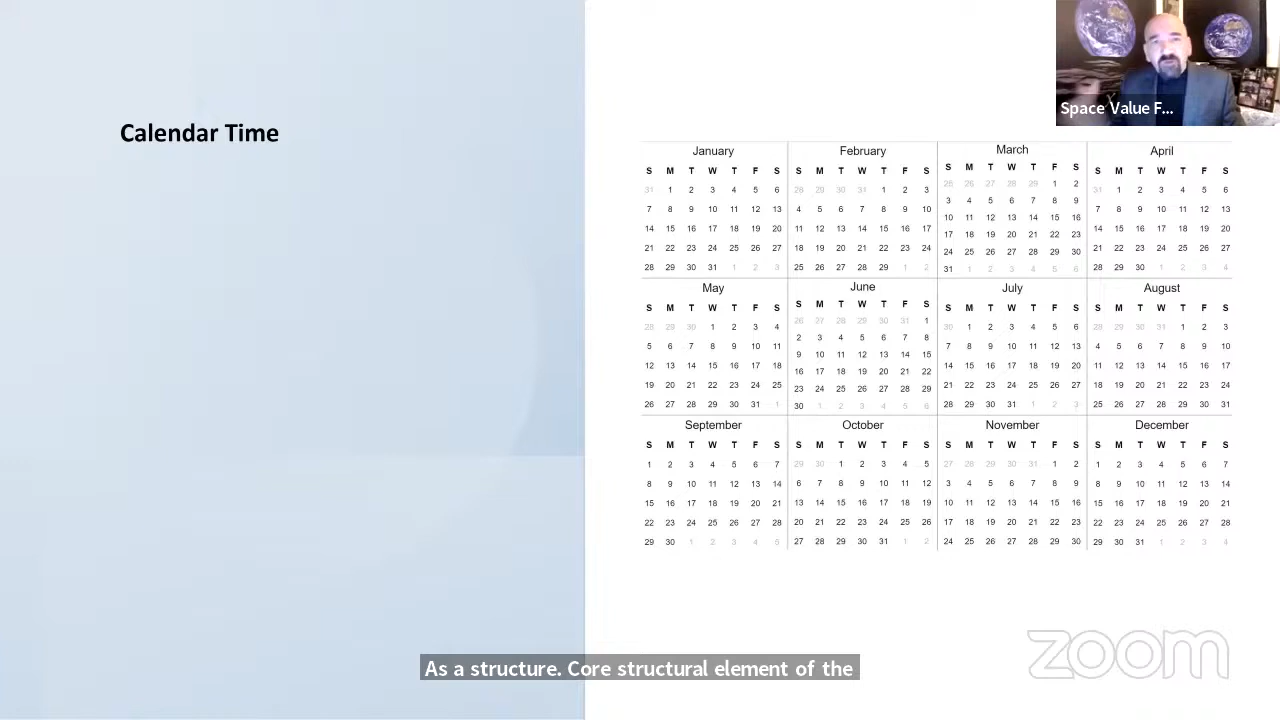 Space Value F...
Calendar Time
January
S M T W T F S
31 1 2 3 4 5 6
7 8 9 10 11 12 13
14 15 16 17 18 19 20
21 22 23 24 25 26 27
28 29 30 31 1 2 3
February
S M T W T F S
28 29 30 31 1 2 3
4 5 6 7 8 9 10
11 12 13 14 15 16 17
18 19 20 21 22 23 24
25 26 27 28 29 1 2
March
S M T W T F S
25 26 27 28 29 1 2
3 4 5 6 7 8 9
10 11 12 13 14 15 16
17 18 19 20 21 22 23
24 25 26 27 28 29 30
31 1 2 3 4 5 6
April
S M T W T F S
31 1 2 3 4 5 6
7 8 9 10 11 12 13
14 15 16 17 18 19 20
21 22 23 24 25 26 27
28 29 30 1 2 3 4
May
S M T W T F S
28 29 30 1 2 3 4
5 6 7 8 9 10 11
12 13 14 15 16 17 18
19 20 21 22 23 24 25
26 27 28 29 30 31 1
June
S M T W T F S
26 27 28 29 30 31 1
2 3 4 5 6 7 8
9 10 11 12 13 14 15
16 17 18 19 20 21 22
23 24 25 26 27 28 29
30 1 2 3 4 5 6
July
S M T W T F S
30 1 2 3 4 5 6
7 8 9 10 11 12 13
14 15 16 17 18 19 20
21 22 23 24 25 26 27
28 29 30 31 1 2 3
August
S M T W T F S
28 29 30 31 1 2 3
4 5 6 7 8 9 10
11 12 13 14 15 16 17
18 19 20 21 22 23 24
25 26 27 28 29 30 31
September
S M T W T F S
1 2 3 4 5 6 7
8 9 10 11 12 13 14
15 16 17 18 19 20 21
22 23 24 25 26 27 28
29 30 1 2 3 4 5
October
S M T W T F S
29 30 1 2 3 4 5
6 7 8 9 10 11 12
13 14 15 16 17 18 19
20 21 22 23 24 25 26
27 28 29 30 31 1 2
November
S M T W T F S
27 28 29 30 31 1 2
3 4 5 6 7 8 9
10 11 12 13 14 15 16
17 18 19 20 21 22 23
24 25 26 27 28 29 30
December
S M T W T F S
1 2 3 4 5 6 7
8 9 10 11 12 13 14
15 16 17 18 19 20 21
22 23 24 25 26 27 28
29 30 31 1 2 3 4
zoom
As a structure. Core structural element of the